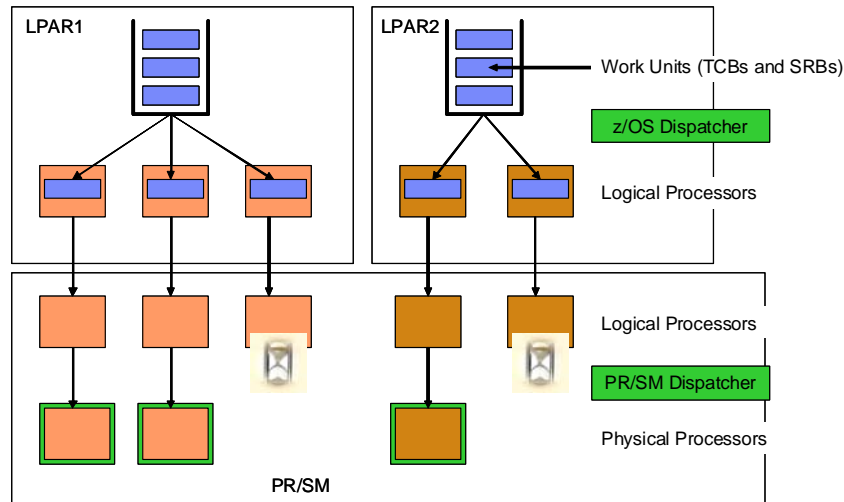 LPAR1
LPAR2
Work Units (TCBs and SRBs)
z/OS Dispatcher
Logical Processors
Logical Processors
PR/SM Dispatcher
Physical Processors
PR/SM